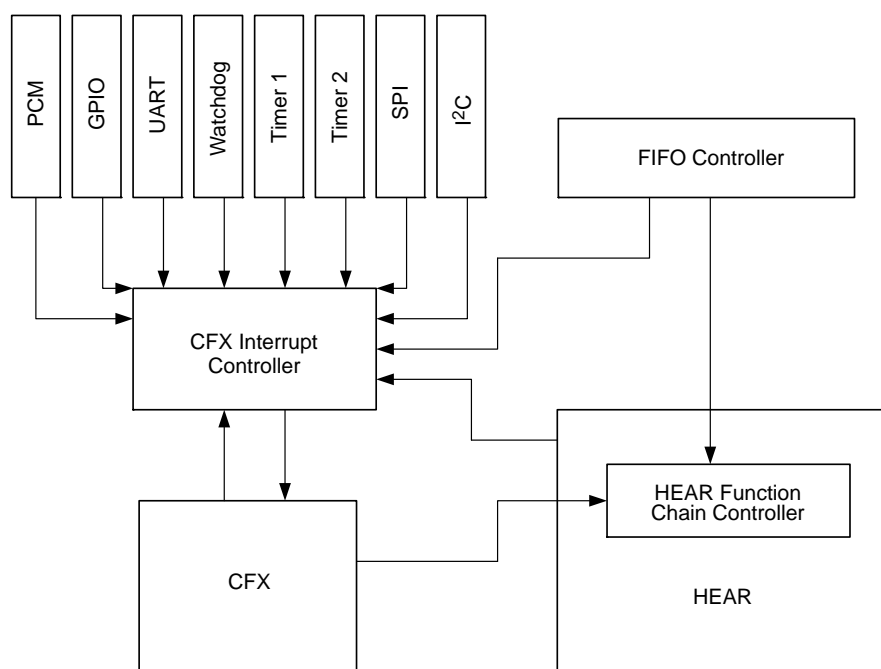 PCM
GPIO
UART
Watchdog
Timer 1
Timer 2
SPI
I²C
FIFO Controller
CFX Interrupt
Controller
HEAR Function
Chain Controller
CFX
HEAR